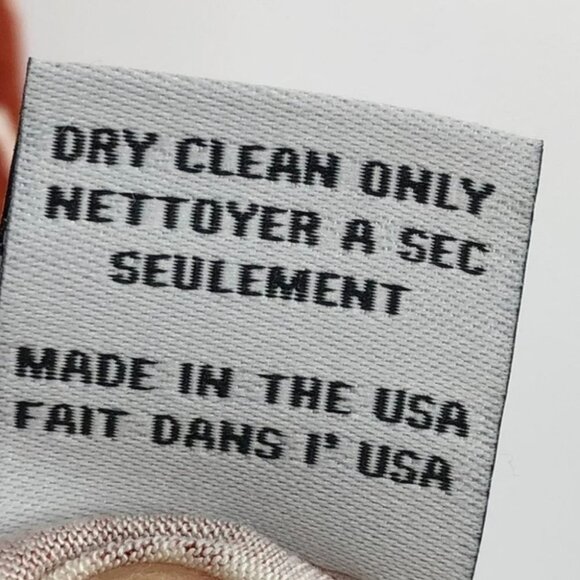 DRY CLEAN ONLY
NETTOYER A SEC
SEULEMENT
MADE IN THE USA
FAIT DANS I' USA